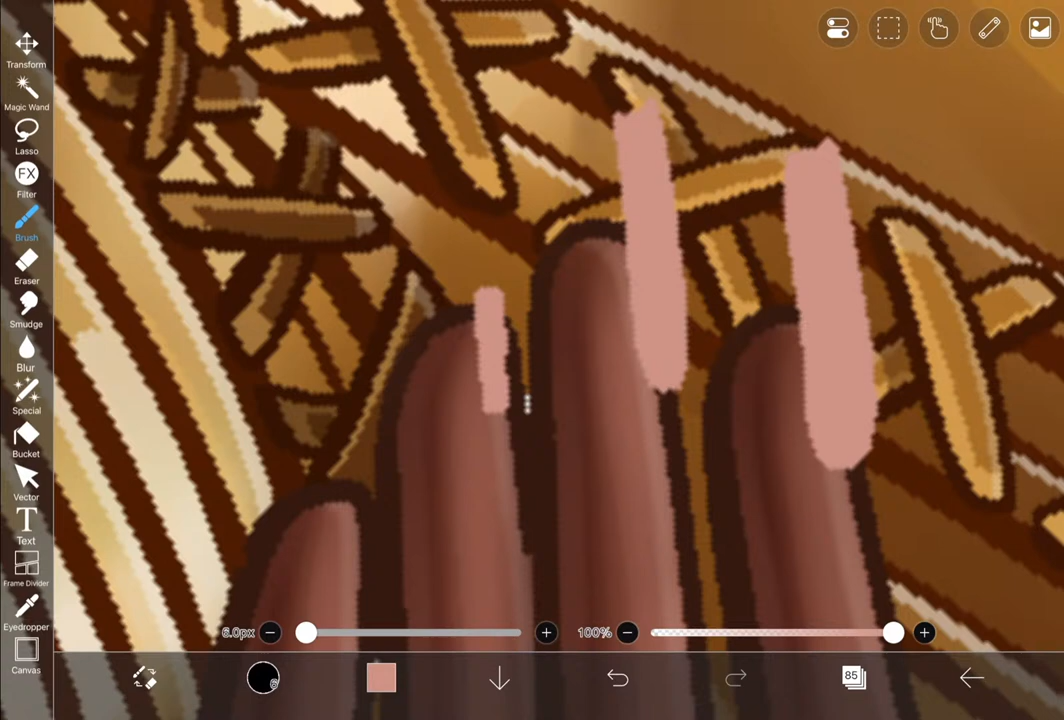 Transform
Magic Wand
Lasso
FX
Filter
Brush
Eraser
Smudge
Blur
Special
Bucket
Vector
T
Text
Frame Divider
Eyedropper
Canvas
6.0px
100%
6
85